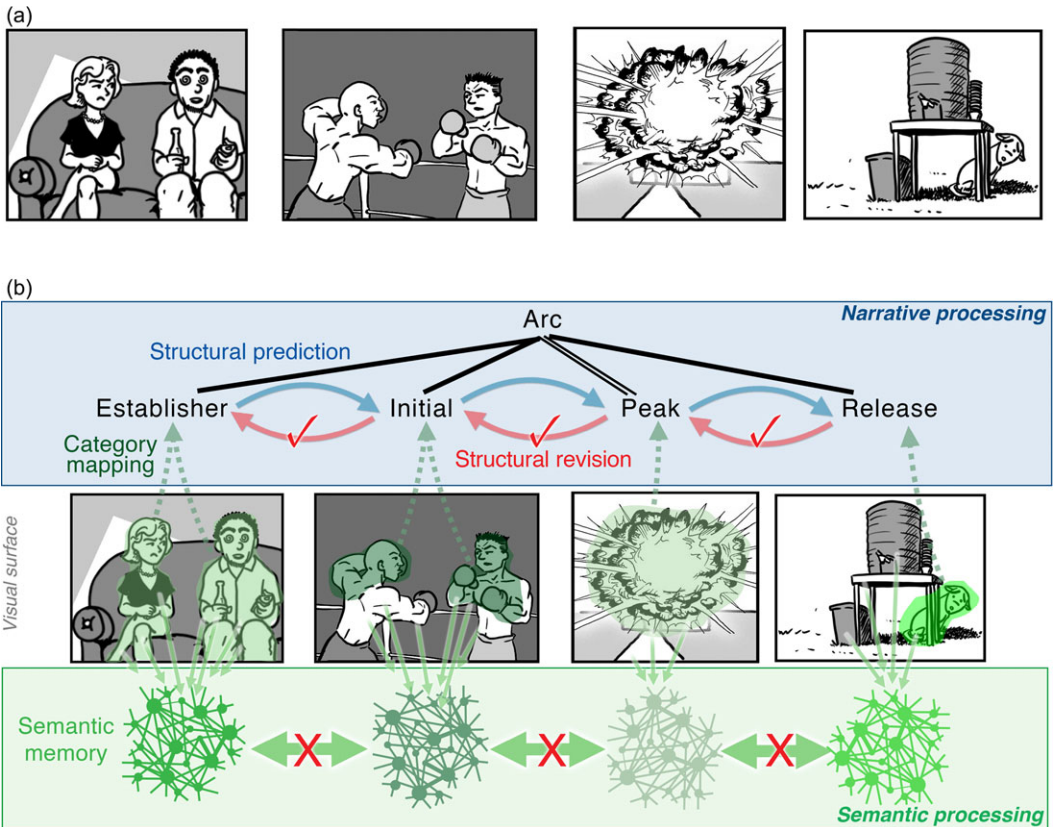 (a)
(b)
Narrative processing
Arc
Structural prediction
Establisher
Initial
Peak
Release
Category
mapping
Structural revision
Visual surface
Semantic
memory
X
X
X
Semantic processing